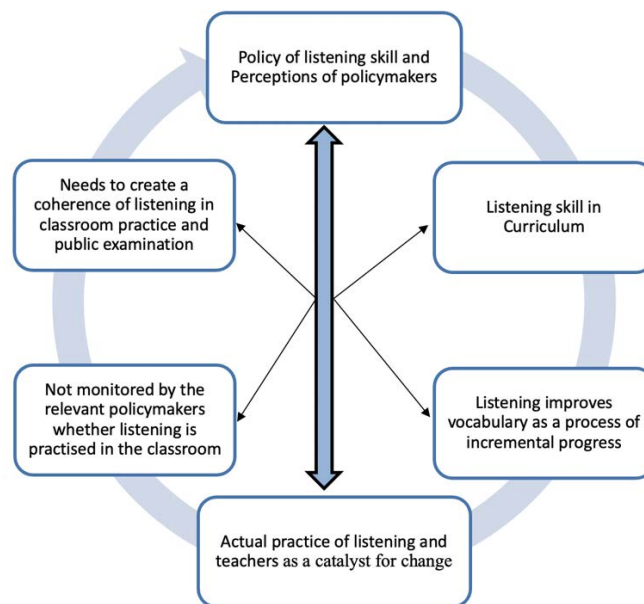 Policy of listening skill and
Perceptions of policymakers
Needs to create a
coherence of listening in
classroom practice and
public examination
Listening skill in
Curriculum
Not monitored by the
relevant policymakers
whether listening is
practised in the classroom
Listening improves
vocabulary as a process of
incremental progress
Actual practice of listening and
teachers as a catalyst for change